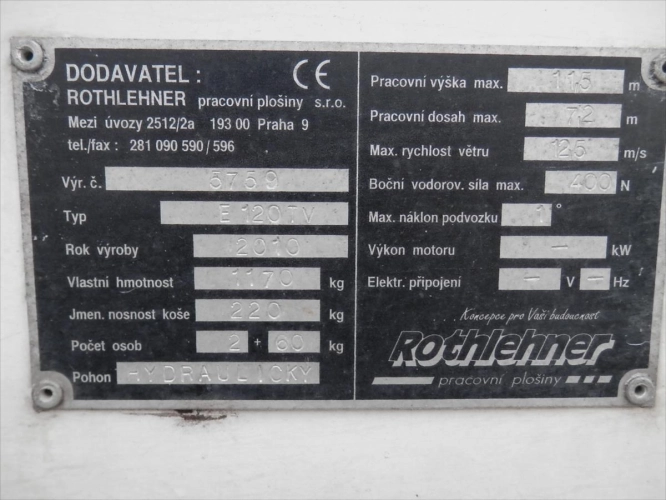 DODAVATEL : CE
ROTHLEHNER pracovní plošiny s.r.o.
Mezi úvozy 2512/2a 193 00 Praha 9
tel./fax : 281 090 590/596
Výr. č. 5759
Typ E 120TV
Rok výroby 2010
Vlastní hmotnost 1170 kg
Jmen. nosnost koše 220 kg
Počet osob 2 + 60 kg
Pohon HYDRAULICKÝ
Pracovní výška max. 11,5 m
Pracovní dosah max. 7,2 m
Max. rychlost větru 12,5 m/s
Boční vodorov. síla max. 400 N
Max. náklon podvozku 1 °
Výkon motoru – kW
Elektr. připojení – V – Hz
Koncepce pro Vaši budoucnost
Rothlehner
pracovní plošiny